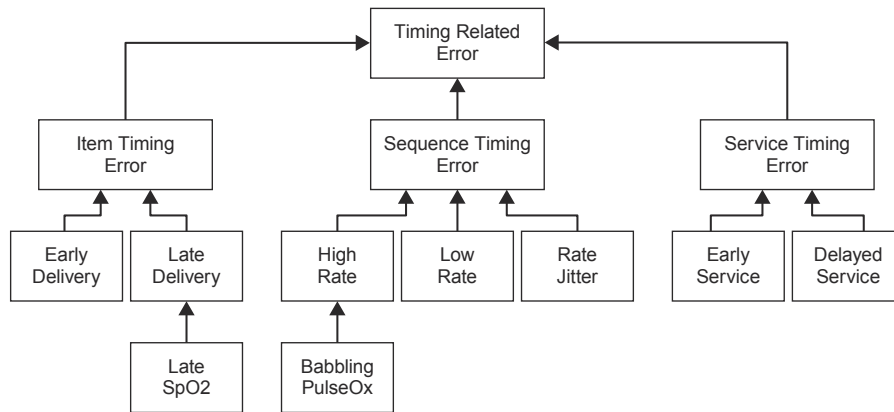 Timing Related
Error
Item Timing
Error
Sequence Timing
Error
Service Timing
Error
Early
Delivery
Late
Delivery
High
Rate
Low
Rate
Rate
Jitter
Early
Service
Delayed
Service
Late
SpO2
Babbling
PulseOx